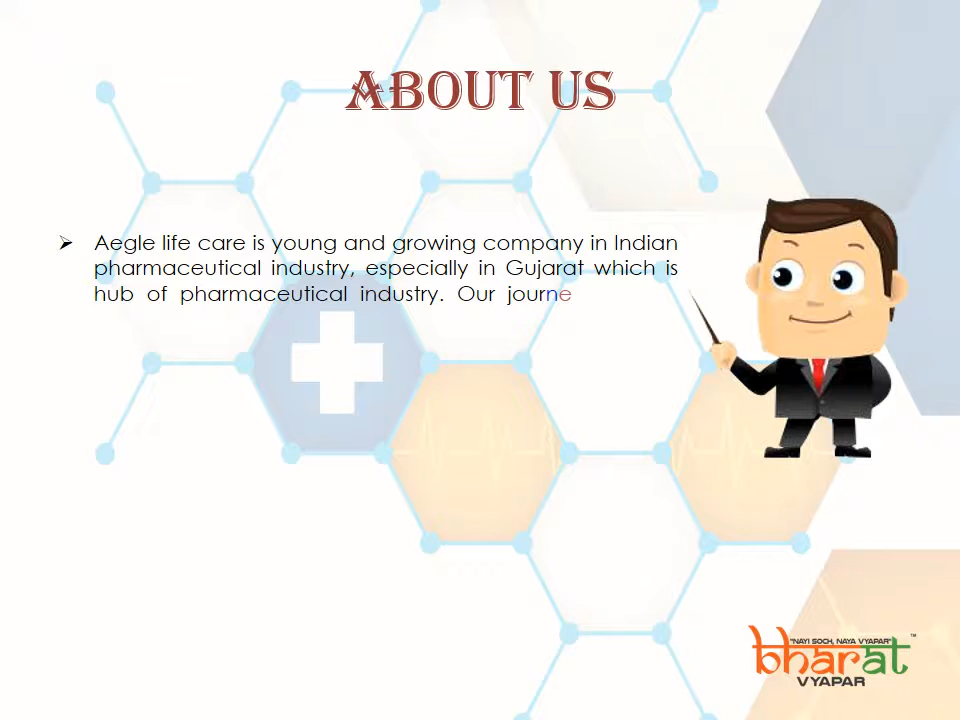 ABOUT US
➢ Aegle life care is young and growing company in Indian
pharmaceutical industry, especially in Gujarat which is
hub of pharmaceutical industry. Our journe
"NAYI SOCH, NAYA VYAPAR"
bharat™
VYAPAR